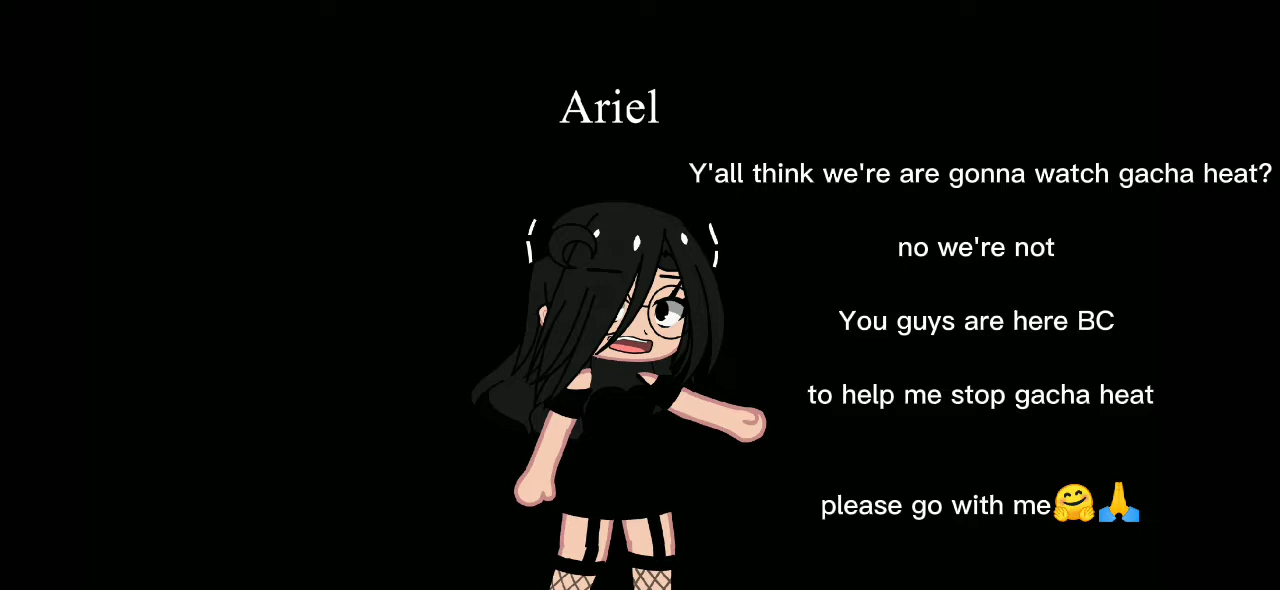 Ariel
Y'all think we're are gonna watch gacha heat?
no we're not
You guys are here BC
to help me stop gacha heat
please go with me🤗🙏